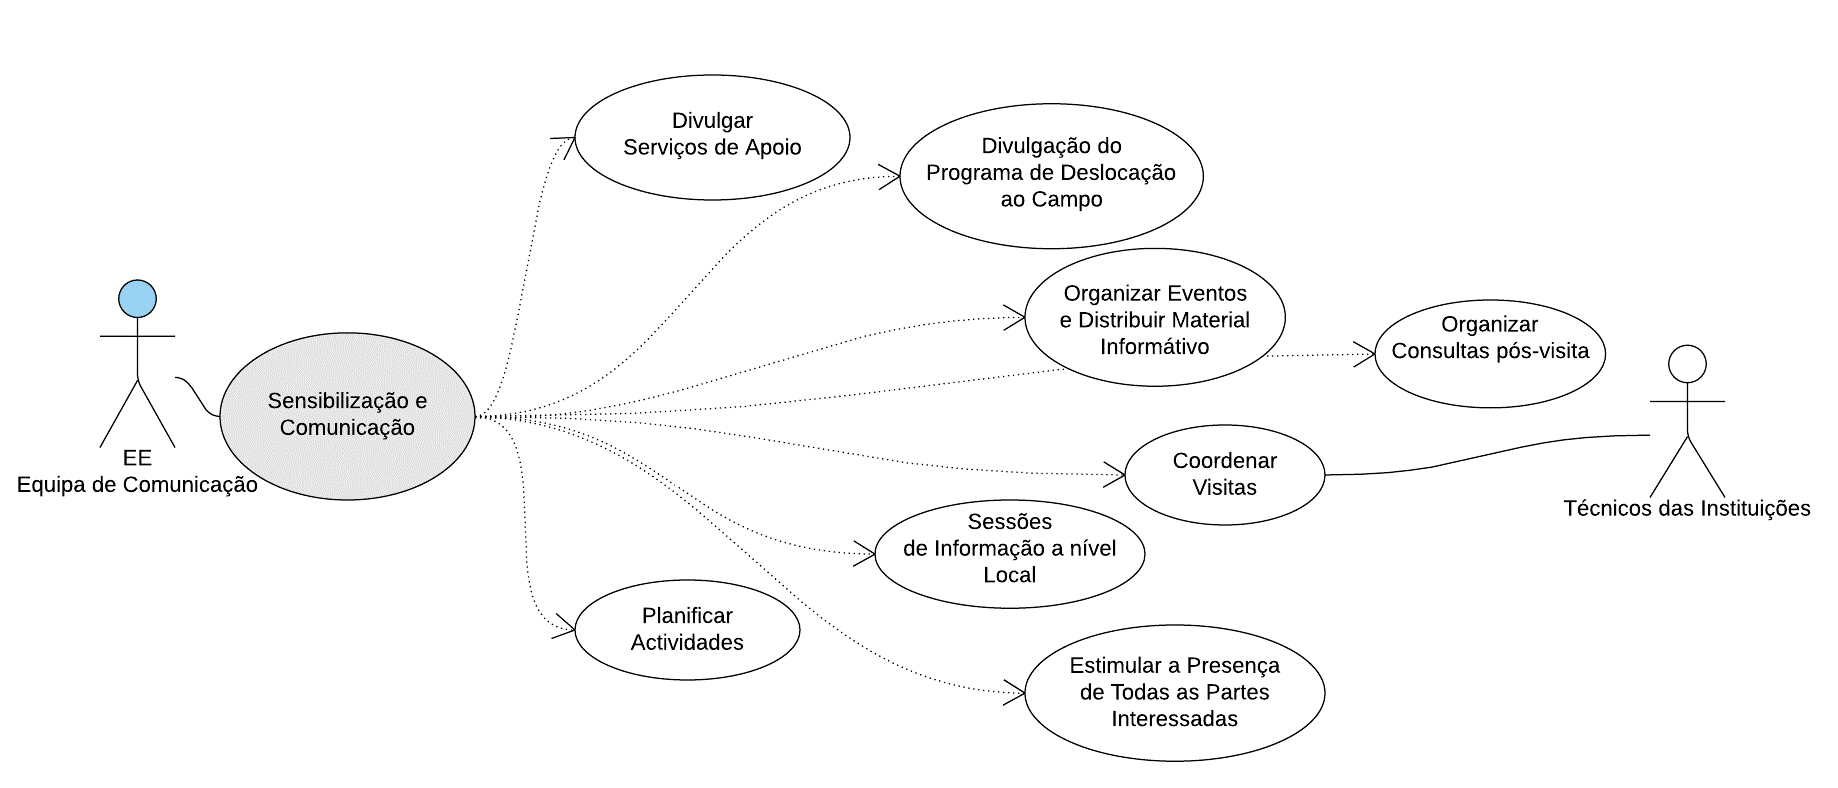 Divulgar
Serviços de Apoio
Divulgação do
Programa de Deslocação
ao Campo
Organizar Eventos
e Distribuir Material
Informátivo
Organizar
Consultas pós-visita
Sensibilização e
Comunicação
EE
Equipa de Comunicação
Coordenar
Visitas
Técnicos das Instituições
Sessões
de Informação a nível
Local
Planificar
Actividades
Estimular a Presença
de Todas as Partes
Interessadas